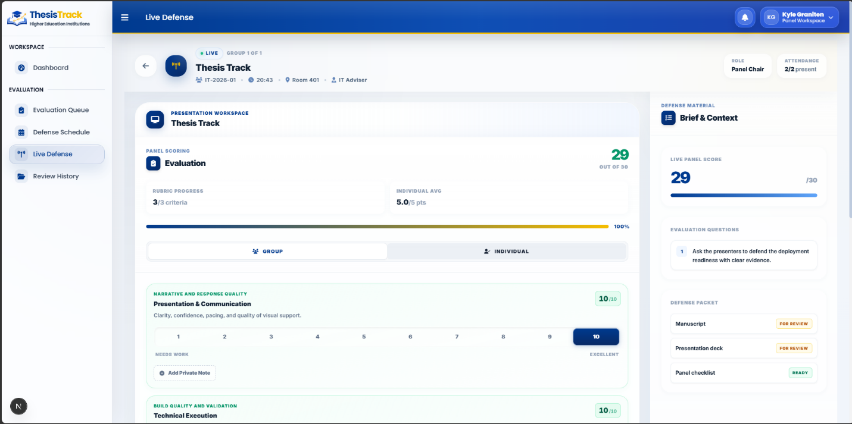 ThesisTrack
Higher Education Institutions
Live Defense
KG
Kyle Graniten
Panel Workspace
WORKSPACE
Dashboard
EVALUATION
Evaluation Queue
Defense Schedule
Live Defense
Review History
N
LIVE GROUP 1 OF 1
Thesis Track
IT-2026-01 • 20:43 • Room 401 • IT Adviser
ROLE
Panel Chair
ATTENDANCE
2/2 present
PRESENTATION WORKSPACE
Thesis Track
PANEL SCORING
Evaluation
29
OUT OF 30
RUBRIC PROGRESS
3/3 criteria
INDIVIDUAL AVG
5.0/5 pts
100%
GROUP
INDIVIDUAL
NARRATIVE AND RESPONSE QUALITY
Presentation & Communication
Clarity, confidence, pacing, and quality of visual support.
10/10
1 2 3 4 5 6 7 8 9 10
NEEDS WORK
EXCELLENT
Add Private Note
BUILD QUALITY AND VALIDATION
Technical Execution
10/10
DEFENSE MATERIAL
Brief & Context
LIVE PANEL SCORE
29
/30
EVALUATION QUESTIONS
1
Ask the presenters to defend the deployment
readiness with clear evidence.
DEFENSE PACKET
Manuscript
FOR REVIEW
Presentation deck
FOR REVIEW
Panel checklist
READY